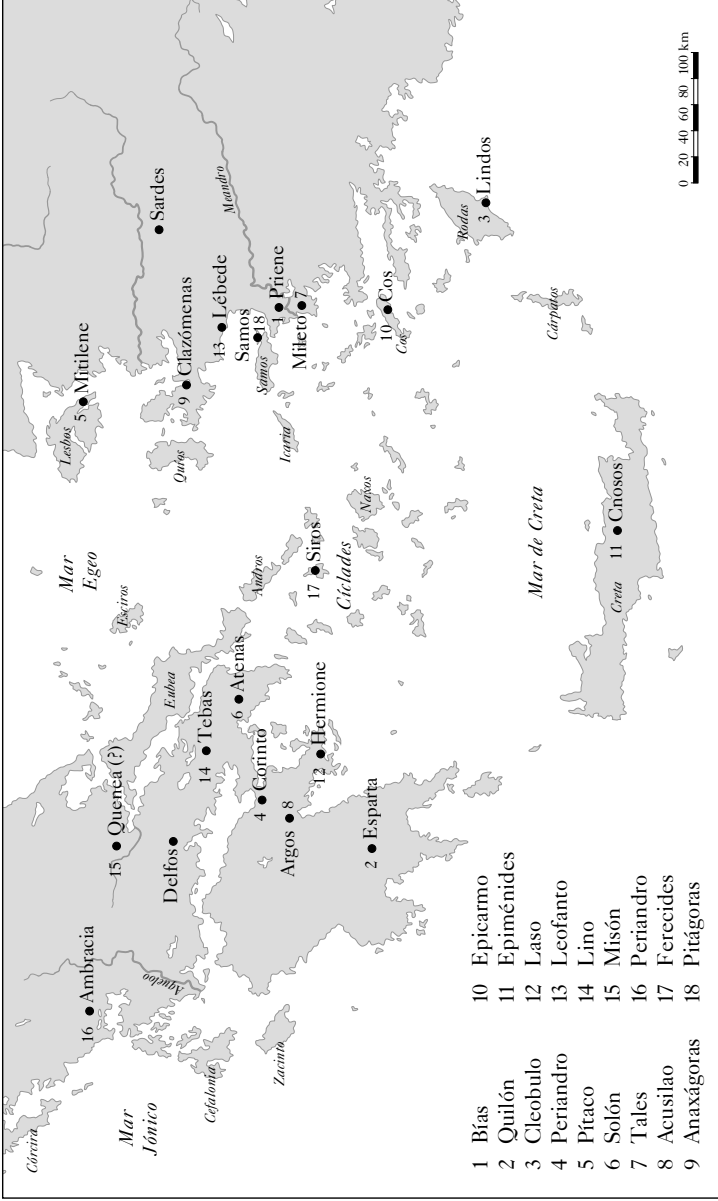 Córcira
Mar
Jónico
Cefalonia
Zacinto
16 Ambracia
Aqueloo
15 Quenea (?)
Delfos
14 Tebas
Eubea
Esciros
Mar
Egeo
4 Corinto
6 Atenas
Argos 8
12 Hermione
2 Esparta
Andros
17 Siros
Cíclades
Naxos
Lesbos
5 Mitilene
Quíos
9 Clazómenas
Sardes
13 Lébede
Samos
18
Samos
Icaria
Meandro
1 Priene
Mileto 7
10 Cos
Cos
Rodas
3 Lindos
Cárpatos
Mar de Creta
Creta
11 Cnosos
0 20 40 60 80 100 km
1 Bías
2 Quilón
3 Cleobulo
4 Periandro
5 Pítaco
6 Solón
7 Tales
8 Acusilao
9 Anaxágoras
10 Epicarmo
11 Epiménides
12 Laso
13 Leofanto
14 Lino
15 Misón
16 Periandro
17 Ferecides
18 Pitágoras